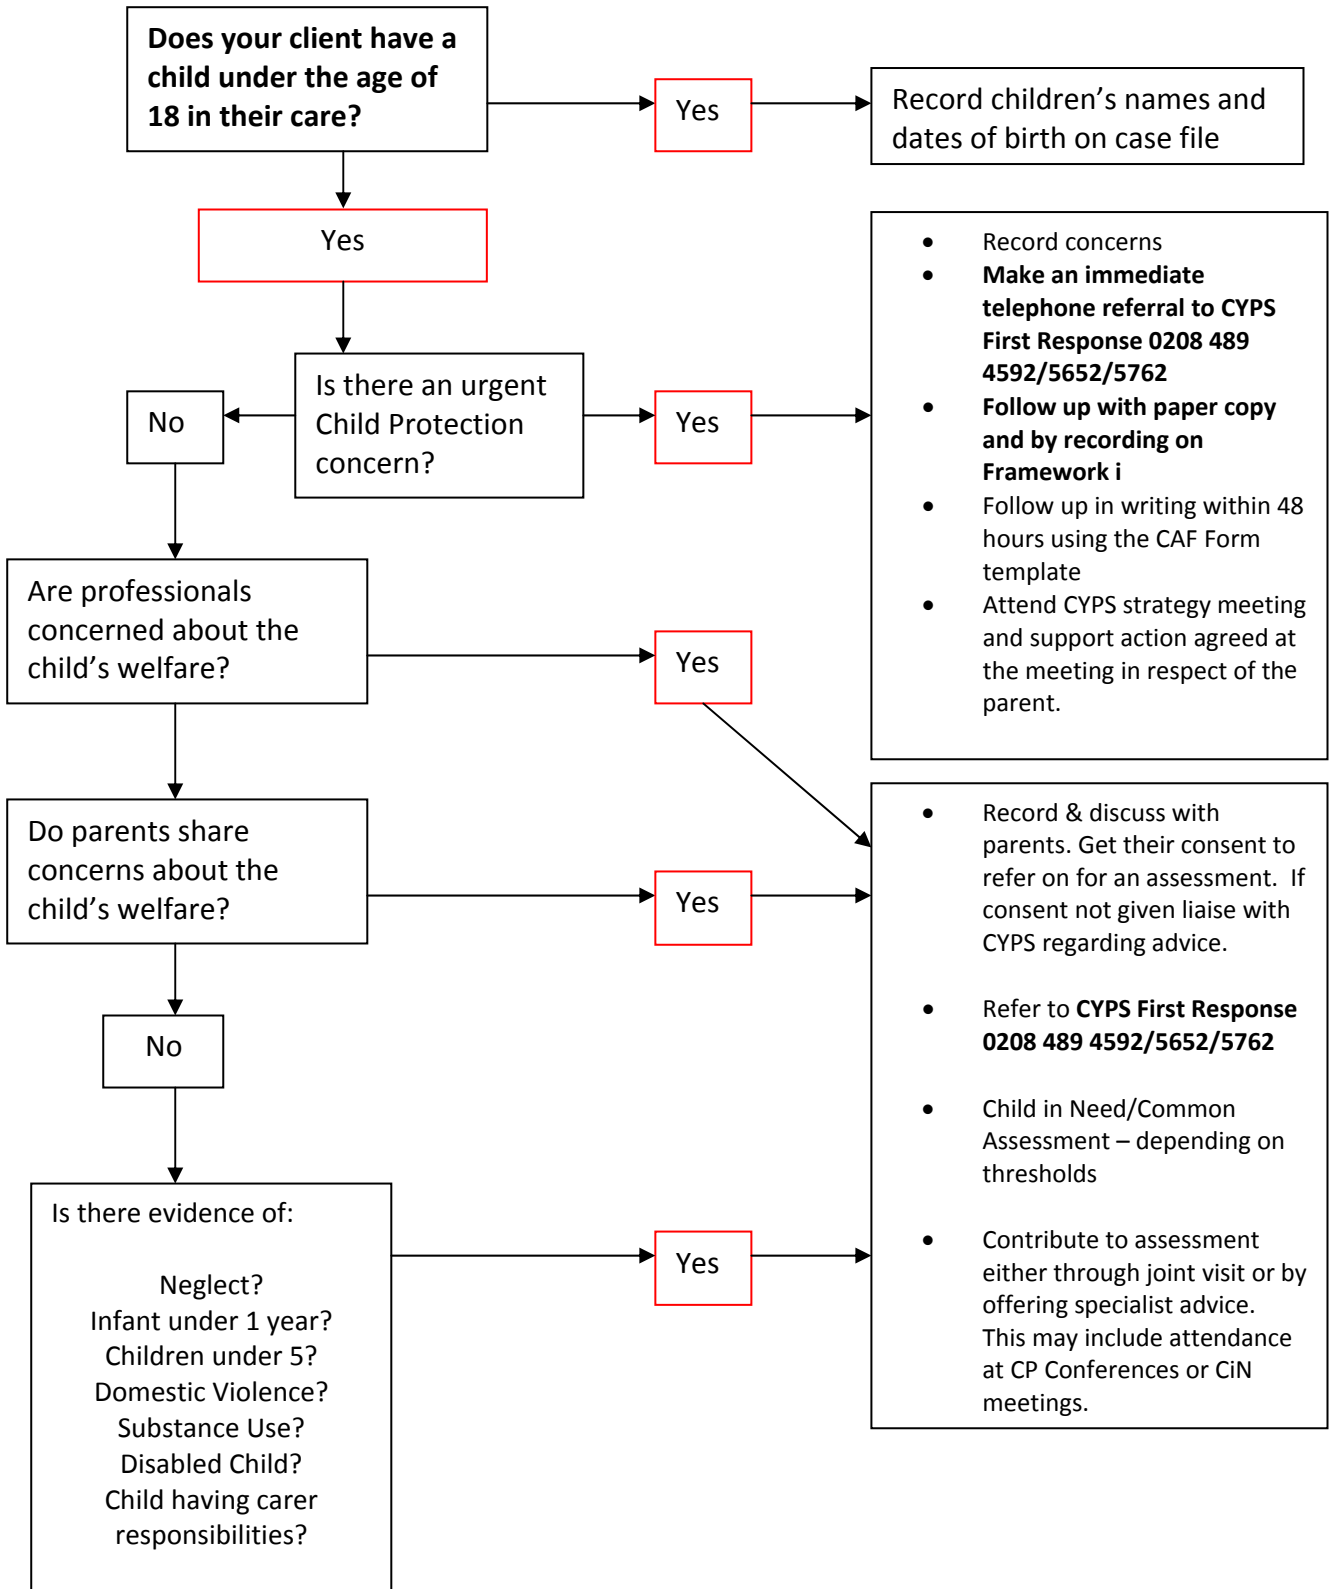 Does your client have a
child under the age of
18 in their care?
Yes
Record children’s names and
dates of birth on case file
Yes
Is there an urgent
Child Protection
concern?
No
Yes
• Record concerns
• Make an immediate
telephone referral to CYPS
First Response 0208 489
4592/5652/5762
• Follow up with paper copy
and by recording on
Framework i
• Follow up in writing within 48
hours using the CAF Form
template
• Attend CYPS strategy meeting
and support action agreed at
the meeting in respect of the
parent.
Are professionals
concerned about the
child’s welfare?
Yes
Do parents share
concerns about the
child’s welfare?
Yes
• Record & discuss with
parents. Get their consent to
refer on for an assessment.  If
consent not given liaise with
CYPS regarding advice.
• Refer to CYPS First Response
0208 489 4592/5652/5762
• Child in Need/Common
Assessment – depending on
thresholds
• Contribute to assessment
either through joint visit or by
offering specialist advice.
This may include attendance
at CP Conferences or CiN
meetings.
No
Is there evidence of:
Neglect?
Infant under 1 year?
Children under 5?
Domestic Violence?
Substance Use?
Disabled Child?
Child having carer
responsibilities?
Yes